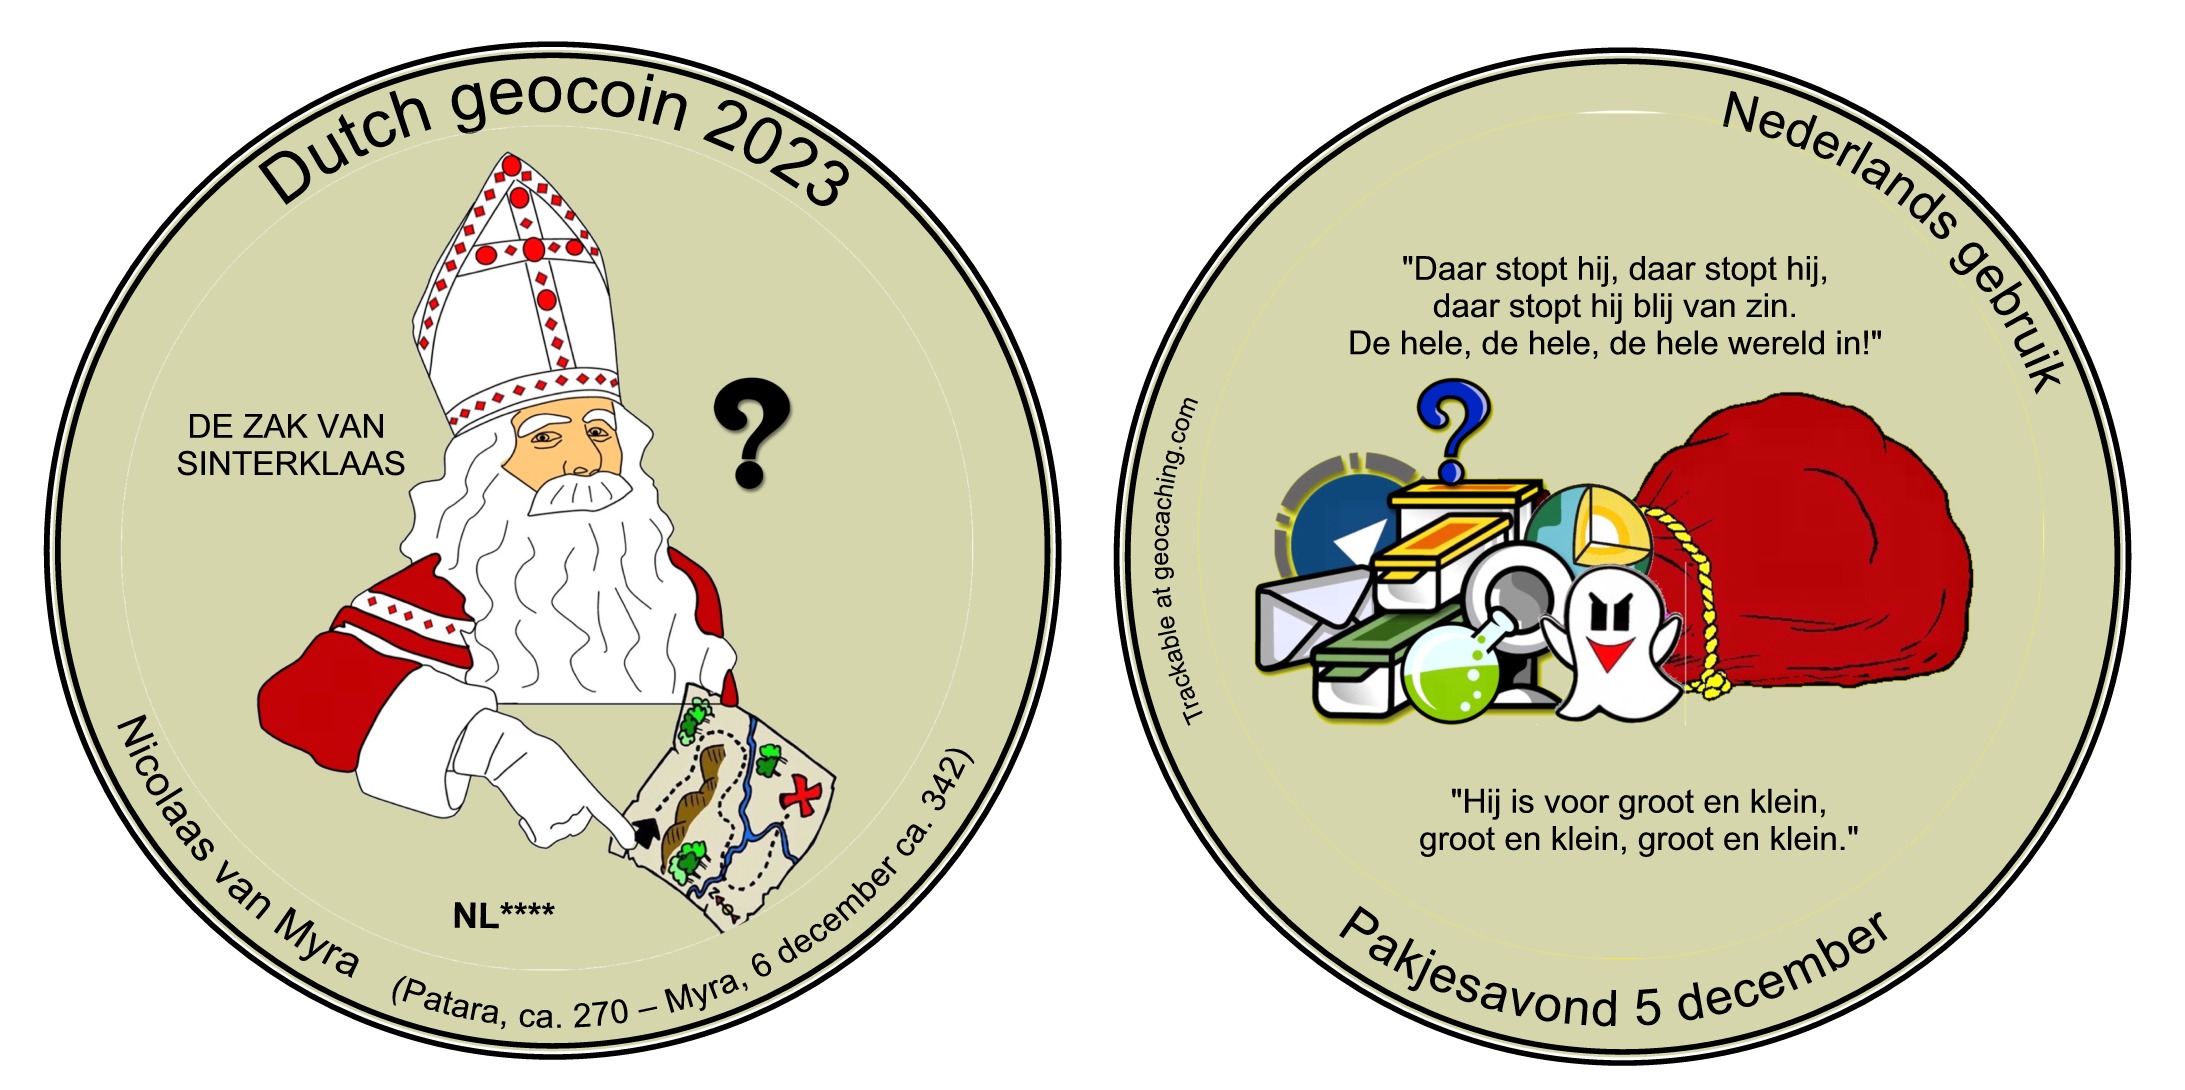 Dutch geocoin 2023
DE ZAK VAN
SINTERKLAAS
NL****
Nicolaas van Myra
(Patara, ca. 270 – Myra, 6 december ca. 342)
Nederlands gebruik
"Daar stopt hij, daar stopt hij,
daar stopt hij blij van zin.
De hele, de hele, de hele wereld in!"
Trackable at geocaching.com
"Hij is voor groot en klein,
groot en klein, groot en klein."
Pakjesavond 5 december